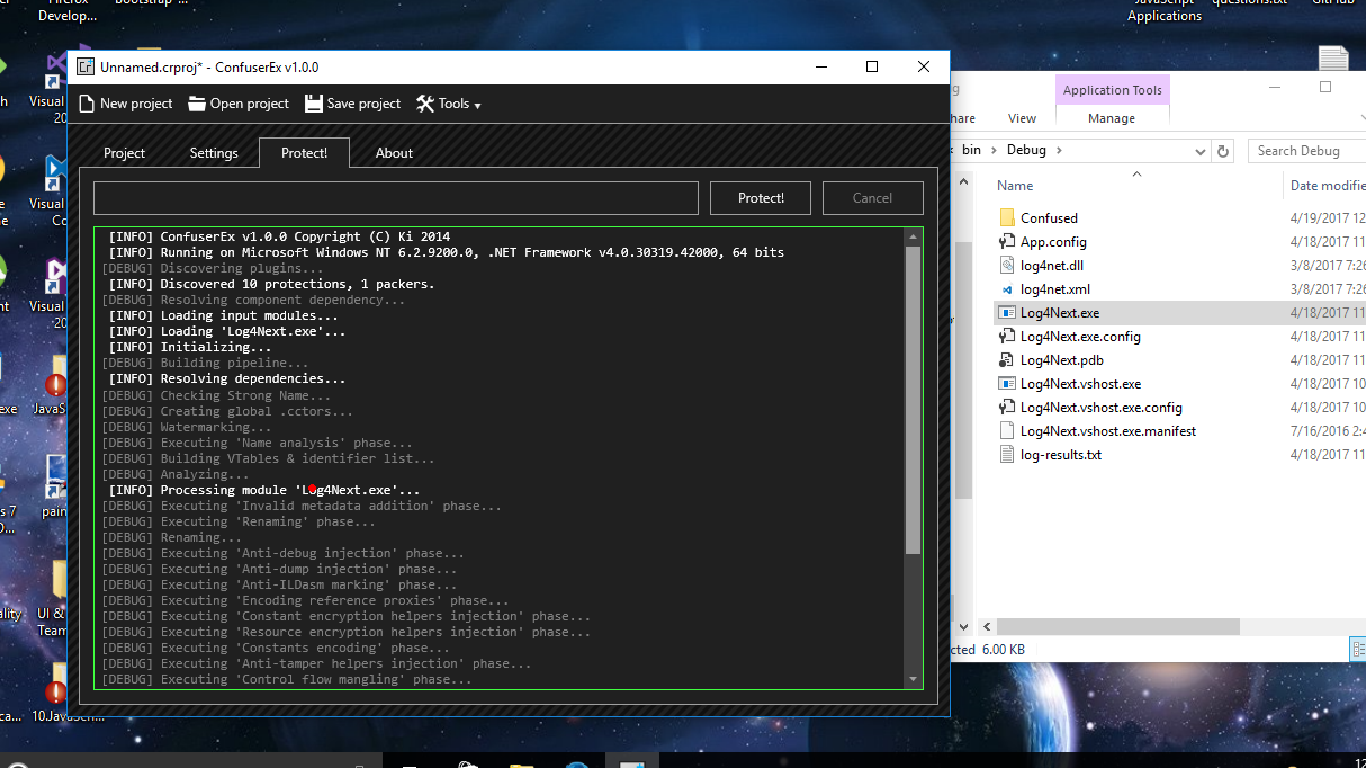 Firefox
Develop...
Bootstrap -...
JavaScript
Applications
questions.txt
GitHub
Unnamed.crproj* - ConfuserEx v1.0.0
New project
Open project
Save project
Tools
Project
Settings
Protect!
About
Protect!
Cancel
[INFO] ConfuserEx v1.0.0 Copyright (C) Ki 2014
[INFO] Running on Microsoft Windows NT 6.2.9200.0, .NET Framework v4.0.30319.42000, 64 bits
[DEBUG] Discovering plugins...
[INFO] Discovered 10 protections, 1 packers.
[DEBUG] Resolving component dependency...
[INFO] Loading input modules...
[INFO] Loading 'Log4Next.exe'...
[INFO] Initializing...
[DEBUG] Building pipeline...
[INFO] Resolving dependencies...
[DEBUG] Checking Strong Name...
[DEBUG] Creating global .cctors...
[DEBUG] Watermarking...
[DEBUG] Executing 'Name analysis' phase...
[DEBUG] Building VTables & identifier list...
[DEBUG] Analyzing...
[INFO] Processing module 'Log4Next.exe'...
[DEBUG] Executing 'Invalid metadata addition' phase...
[DEBUG] Executing 'Renaming' phase...
[DEBUG] Renaming...
[DEBUG] Executing 'Anti-debug injection' phase...
[DEBUG] Executing 'Anti-dump injection' phase...
[DEBUG] Executing 'Anti-ILDasm marking' phase...
[DEBUG] Executing 'Encoding reference proxies' phase...
[DEBUG] Executing 'Constant encryption helpers injection' phase...
[DEBUG] Executing 'Resource encryption helpers injection' phase...
[DEBUG] Executing 'Constants encoding' phase...
[DEBUG] Executing 'Anti-tamper helpers injection' phase...
[DEBUG] Executing 'Control flow mangling' phase...
Application Tools
hare
View
Manage
bin
Debug
Search Debug
Name
Date modifie
Confused
4/19/2017 12
App.config
4/18/2017 11
log4net.dll
3/8/2017 7:26
log4net.xml
3/8/2017 7:26
Log4Next.exe
4/18/2017 11
Log4Next.exe.config
4/18/2017 11
Log4Next.pdb
4/18/2017 11
Log4Next.vshost.exe
4/18/2017 10
Log4Next.vshost.exe.config
4/18/2017 10
Log4Next.vshost.exe.manifest
7/16/2016 2:4
log-results.txt
4/18/2017 11
cted 6.00 KB
Visual
20
Visual
Co
Visual
20
JavaS
pain
UI &
Team
10.JavaScri...